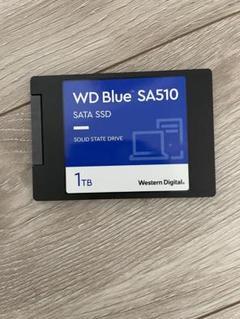 WD Blue SA510
SATA SSD
SOLID STATE DRIVE
1TB
Western Digital